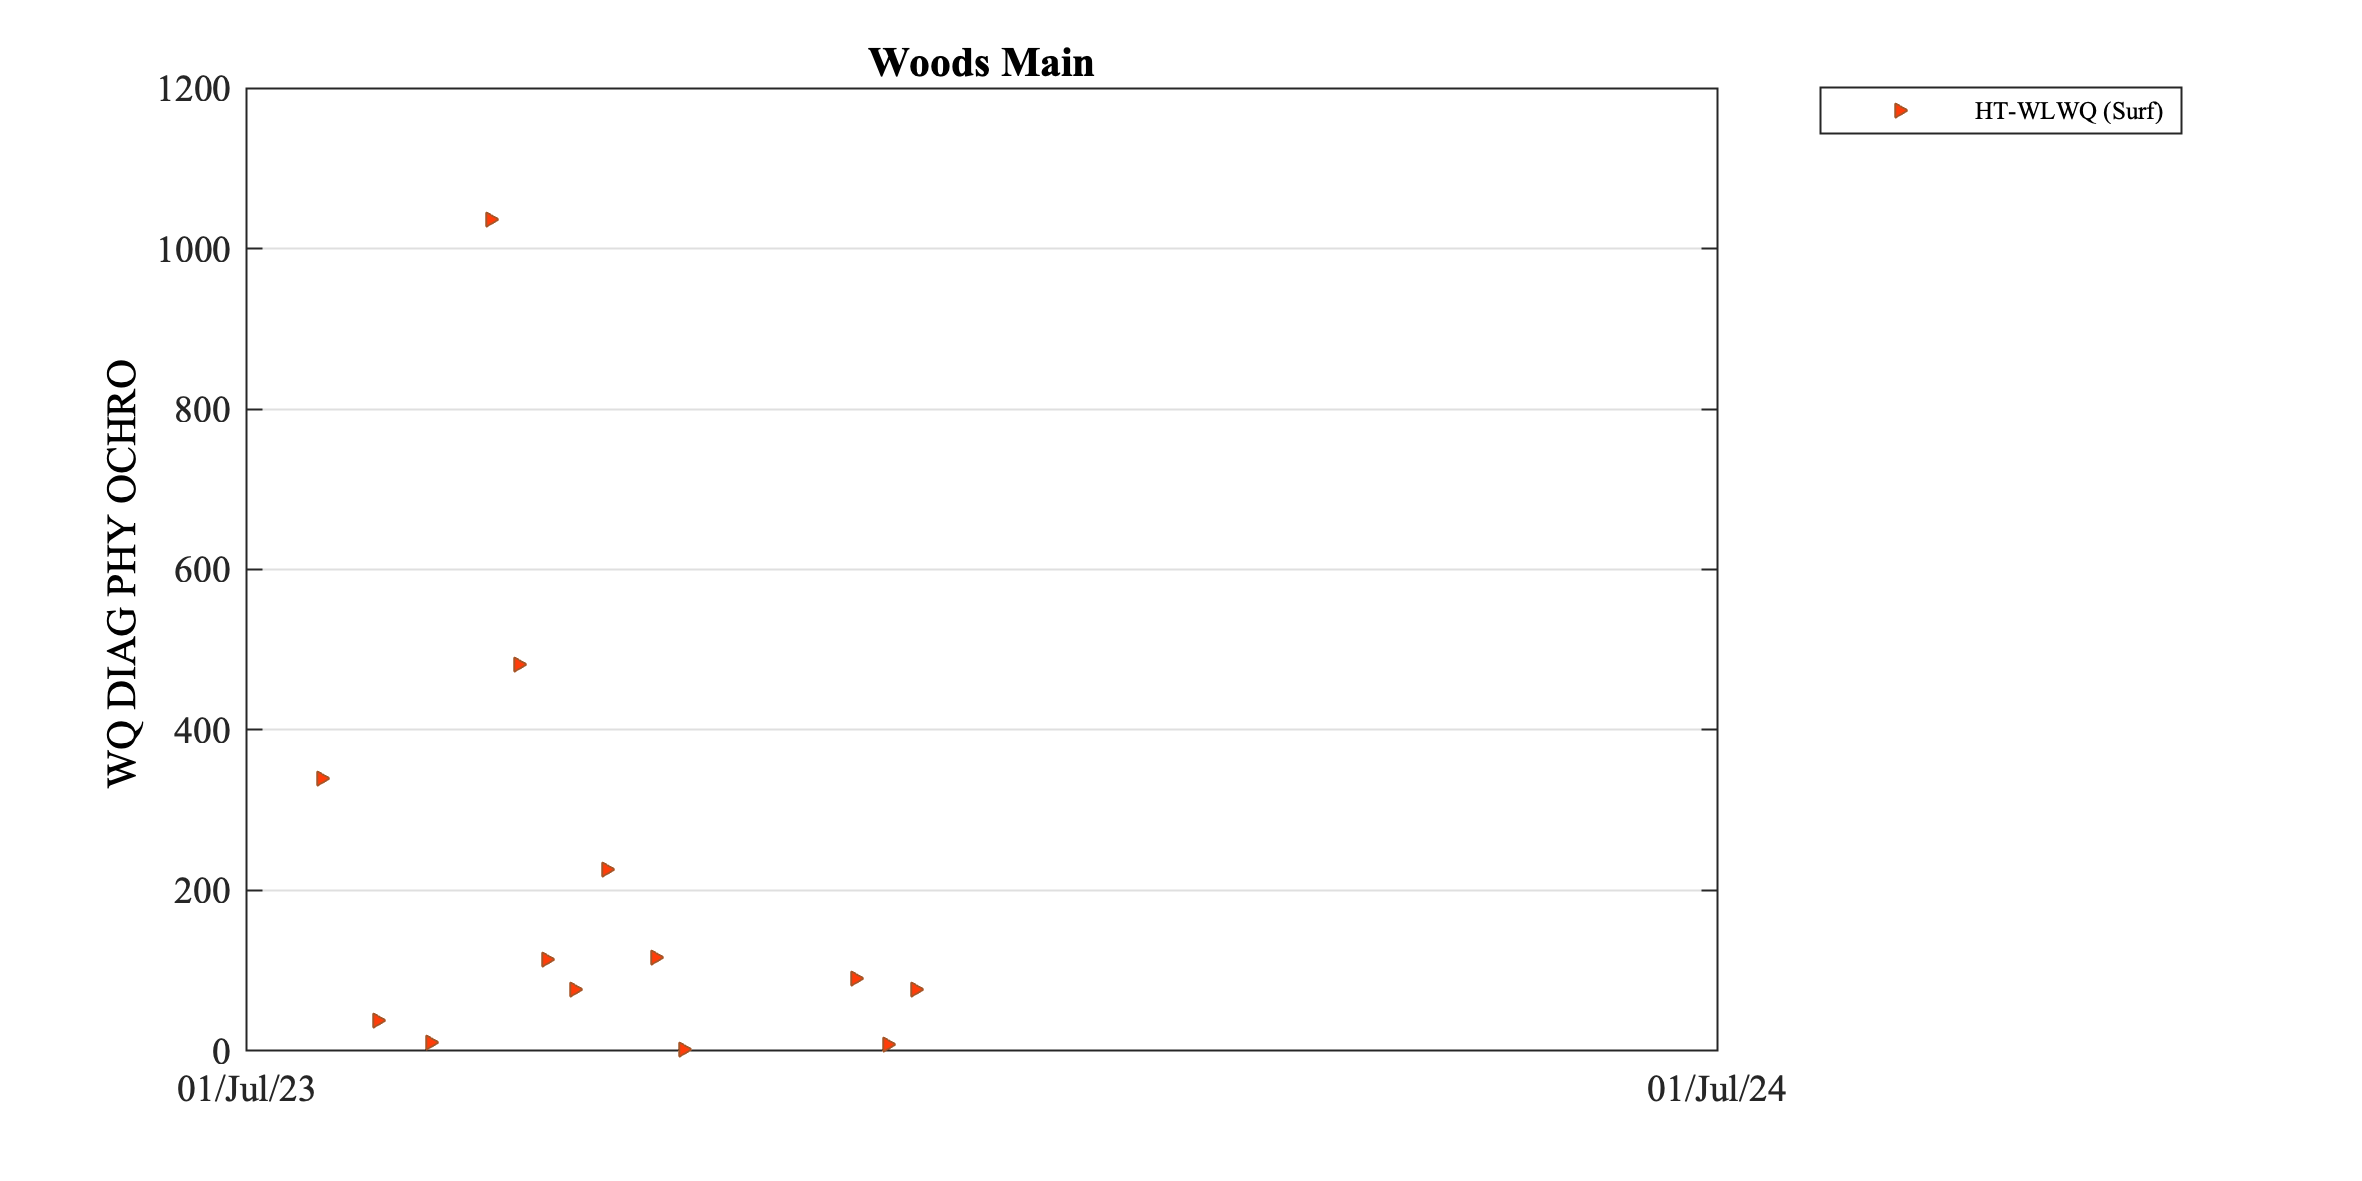 Woods Main
1200
1000
800
600
400
200
0
WQ DIAG PHY OCHRO
01/Jul/23
01/Jul/24
HT-WLWQ (Surf)